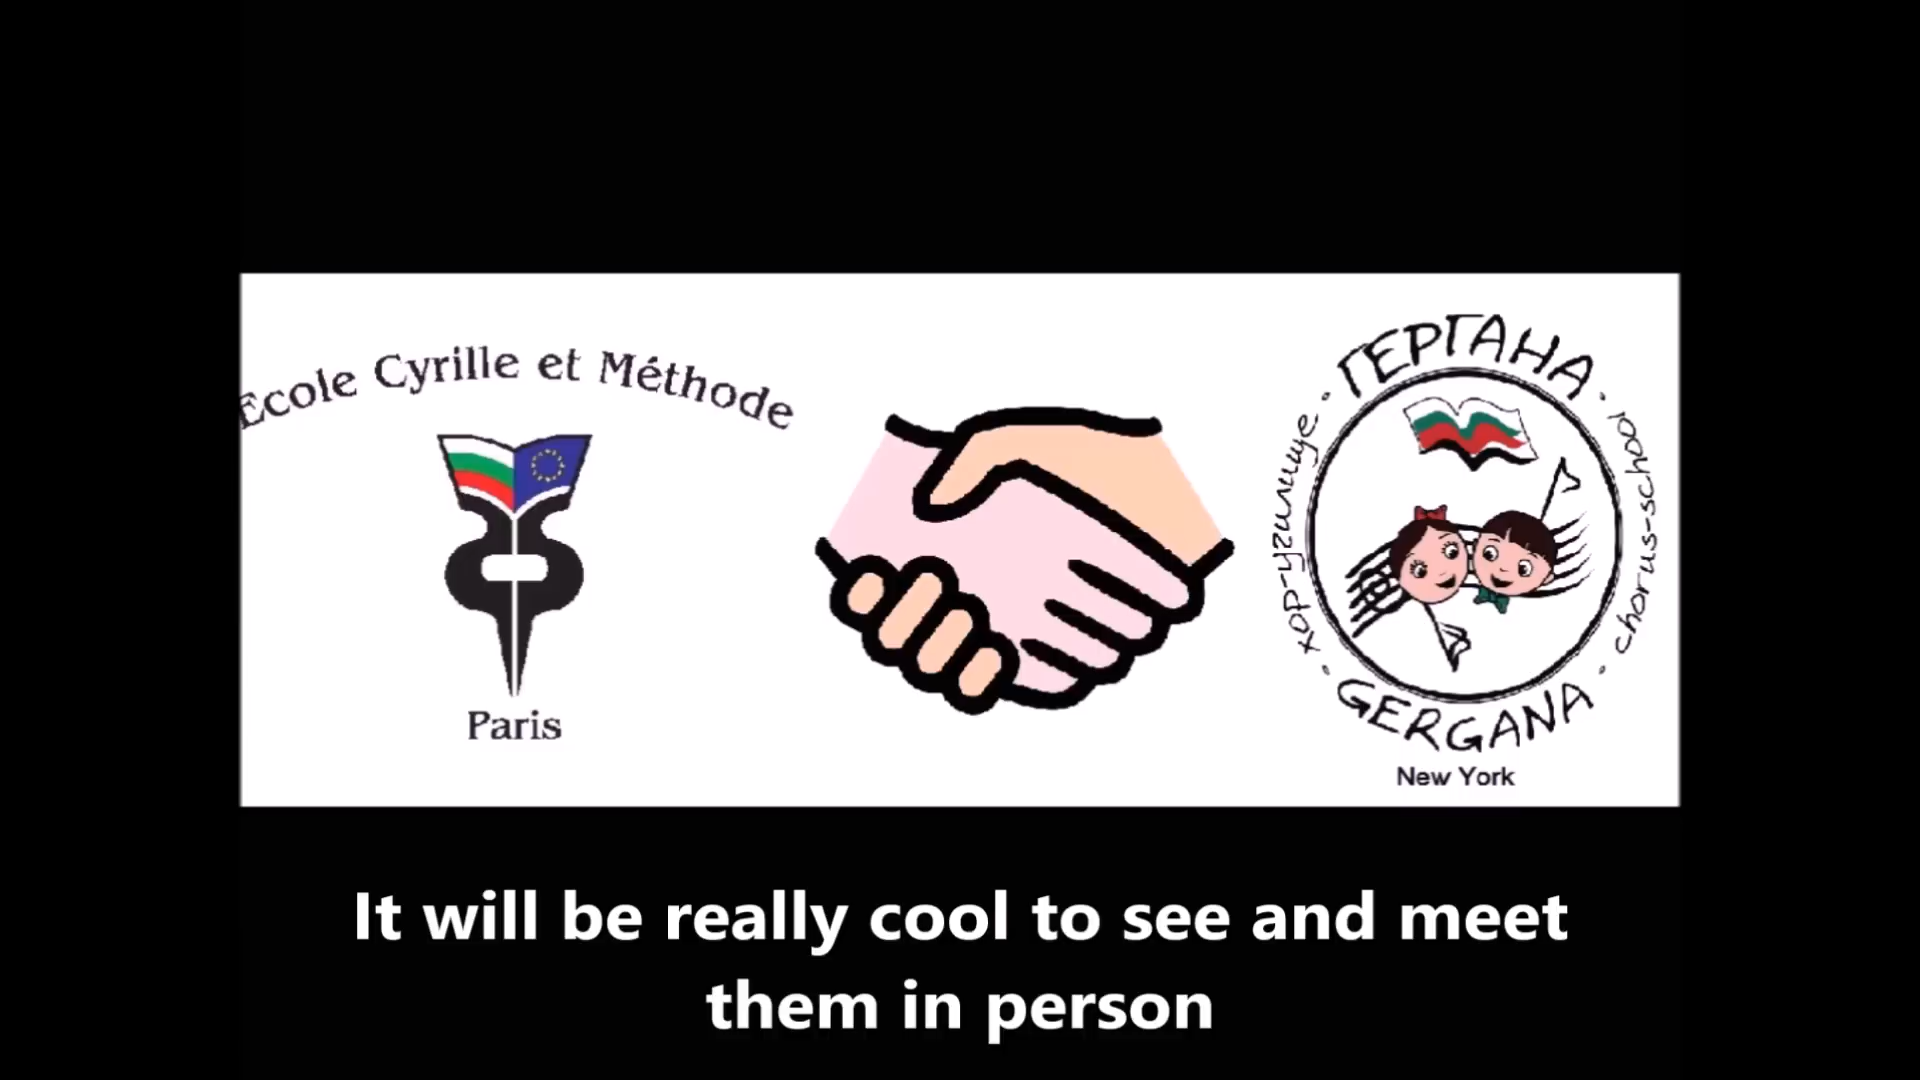 Ecole Cyrille et Méthode
Paris
ГЕРГАНА
хор-училище
chorus-school
GERGANA
New York
It will be really cool to see and meet
them in person